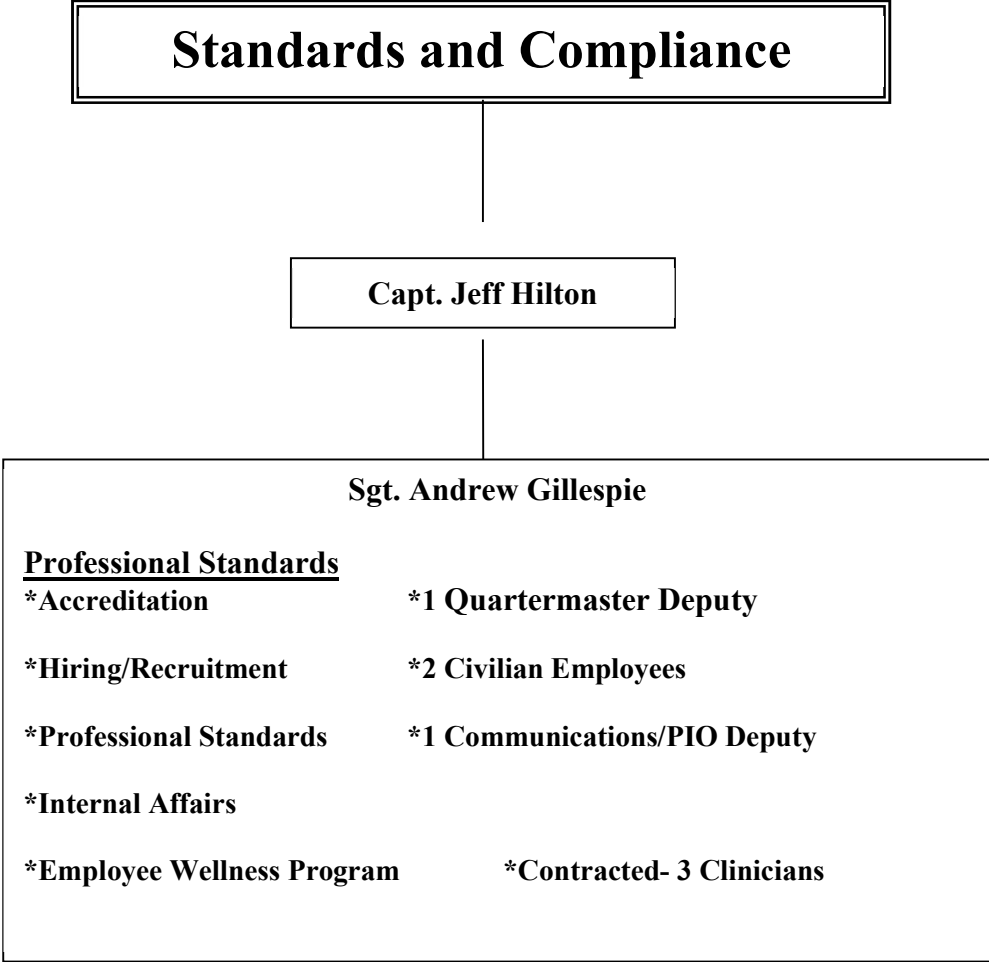 Standards and Compliance
Capt. Jeff Hilton
Sgt. Andrew Gillespie
Professional Standards
*Accreditation *1 Quartermaster Deputy
*Hiring/Recruitment *2 Civilian Employees
*Professional Standards *1 Communications/PIO Deputy
*Internal Affairs
*Employee Wellness Program *Contracted- 3 Clinicians